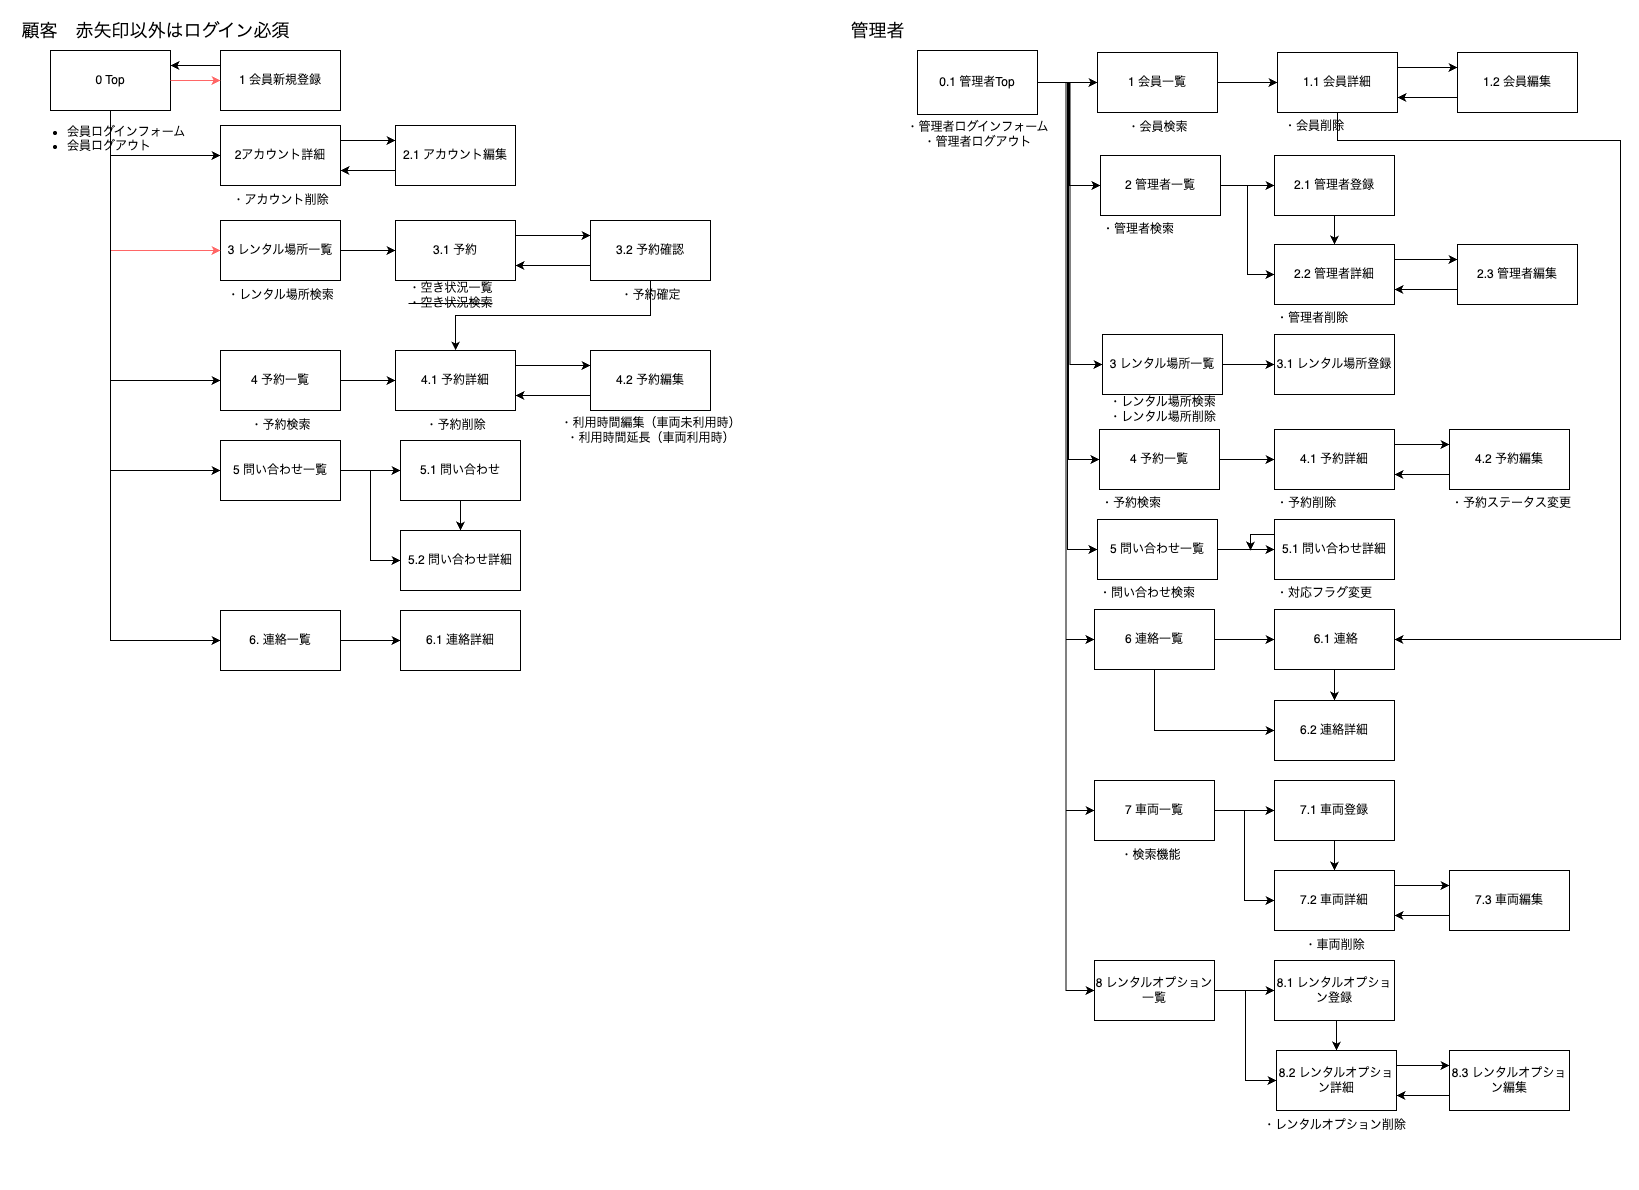 顧客　赤矢印以外はログイン必須
0 Top
1 会員新規登録
・会員ログインフォーム
・会員ログアウト
2アカウント詳細
2.1 アカウント編集
・アカウント削除
3 レンタル場所一覧
3.1 予約
3.2 予約確認
・レンタル場所検索
・空き状況一覧
・空き状況検索
・予約確定
4 予約一覧
4.1 予約詳細
4.2 予約編集
・予約検索
・予約削除
・利用時間編集（車両未利用時）
・利用時間延長（車両利用時）
5 問い合わせ一覧
5.1 問い合わせ
5.2 問い合わせ詳細
6. 連絡一覧
6.1 連絡詳細
管理者
0.1 管理者Top
1 会員一覧
1.1 会員詳細
1.2 会員編集
・管理者ログインフォーム
・管理者ログアウト
・会員検索
・会員削除
2 管理者一覧
2.1 管理者登録
・管理者検索
2.2 管理者詳細
2.3 管理者編集
・管理者削除
3 レンタル場所一覧
3.1 レンタル場所登録
・レンタル場所検索
・レンタル場所削除
4 予約一覧
4.1 予約詳細
4.2 予約編集
・予約検索
・予約削除
・予約ステータス変更
5 問い合わせ一覧
5.1 問い合わせ詳細
・問い合わせ検索
・対応フラグ変更
6 連絡一覧
6.1 連絡
6.2 連絡詳細
7 車両一覧
7.1 車両登録
・検索機能
7.2 車両詳細
7.3 車両編集
・車両削除
8 レンタルオプション
一覧
8.1 レンタルオプショ
ン登録
8.2 レンタルオプショ
ン詳細
8.3 レンタルオプショ
ン編集
・レンタルオプション削除